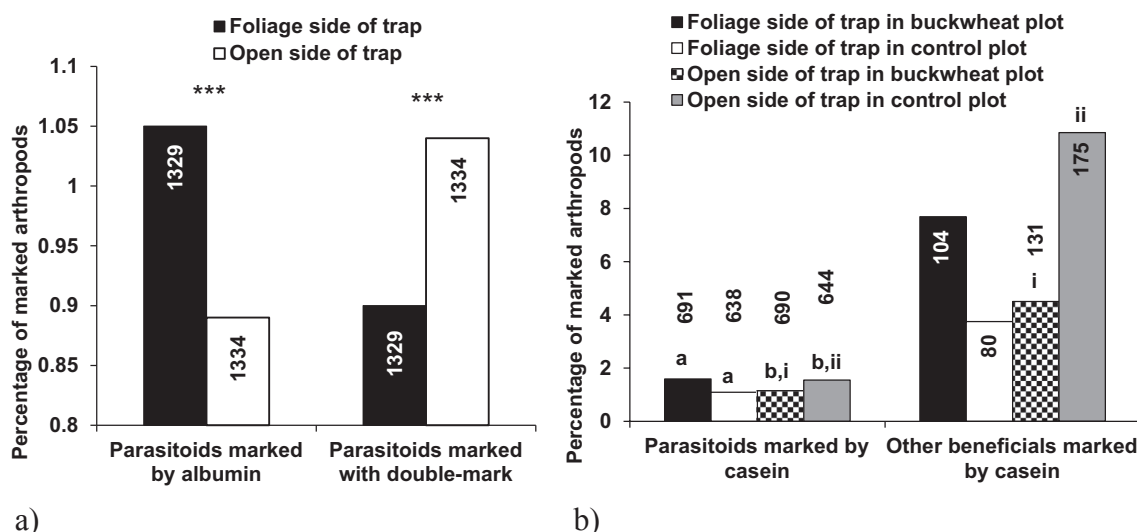 Foliage side of trap
Open side of trap
Percentage of marked arthropods
1.1
1.05
1
0.95
0.9
0.85
0.8
***
***
1329
1334
1329
1334
Parasitoids marked
by albumin
Parasitoids marked
with double-mark
a)
Foliage side of trap in buckwheat plot
Foliage side of trap in control plot
Open side of trap in buckwheat plot
Open side of trap in control plot
Percentage of marked arthropods
12
10
8
6
4
2
0
691
638
690
644
a
a
b,i
b,ii
104
80
131
i
ii
175
Parasitoids marked by
casein
Other beneficials marked
by casein
b)